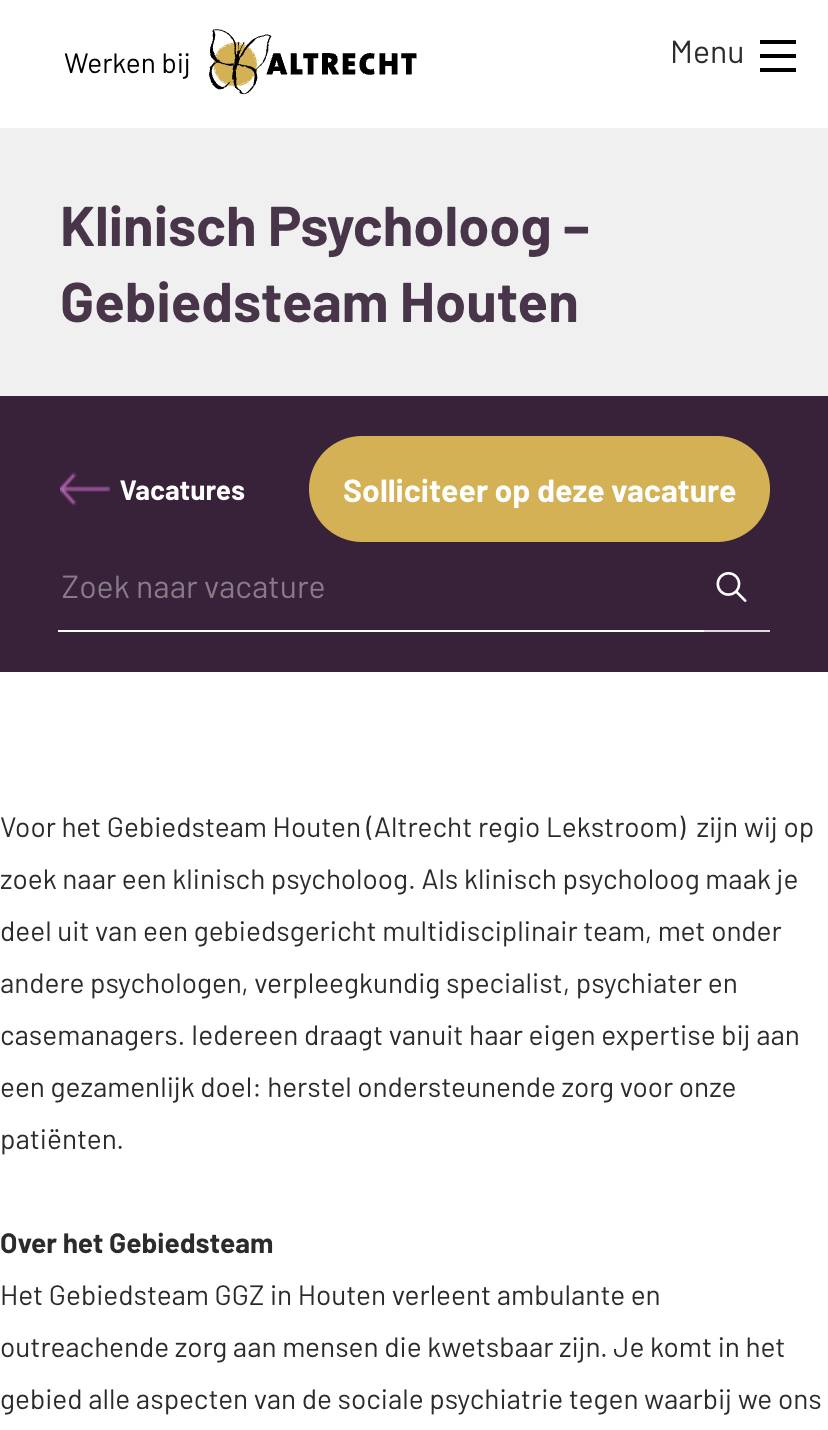 Werken bij ALTRECHT
Menu
Klinisch Psycholoog –
Gebiedsteam Houten
Vacatures
Solliciteer op deze vacature
Zoek naar vacature
Voor het Gebiedsteam Houten (Altrecht regio Lekstroom)  zijn wij op
zoek naar een klinisch psycholoog. Als klinisch psycholoog maak je
deel uit van een gebiedsgericht multidisciplinair team, met onder
andere psychologen, verpleegkundig specialist, psychiater en
casemanagers. Iedereen draagt vanuit haar eigen expertise bij aan
een gezamenlijk doel: herstel ondersteunende zorg voor onze
patiënten.
Over het Gebiedsteam
Het Gebiedsteam GGZ in Houten verleent ambulante en
outreachende zorg aan mensen die kwetsbaar zijn. Je komt in het
gebied alle aspecten van de sociale psychiatrie tegen waarbij we ons